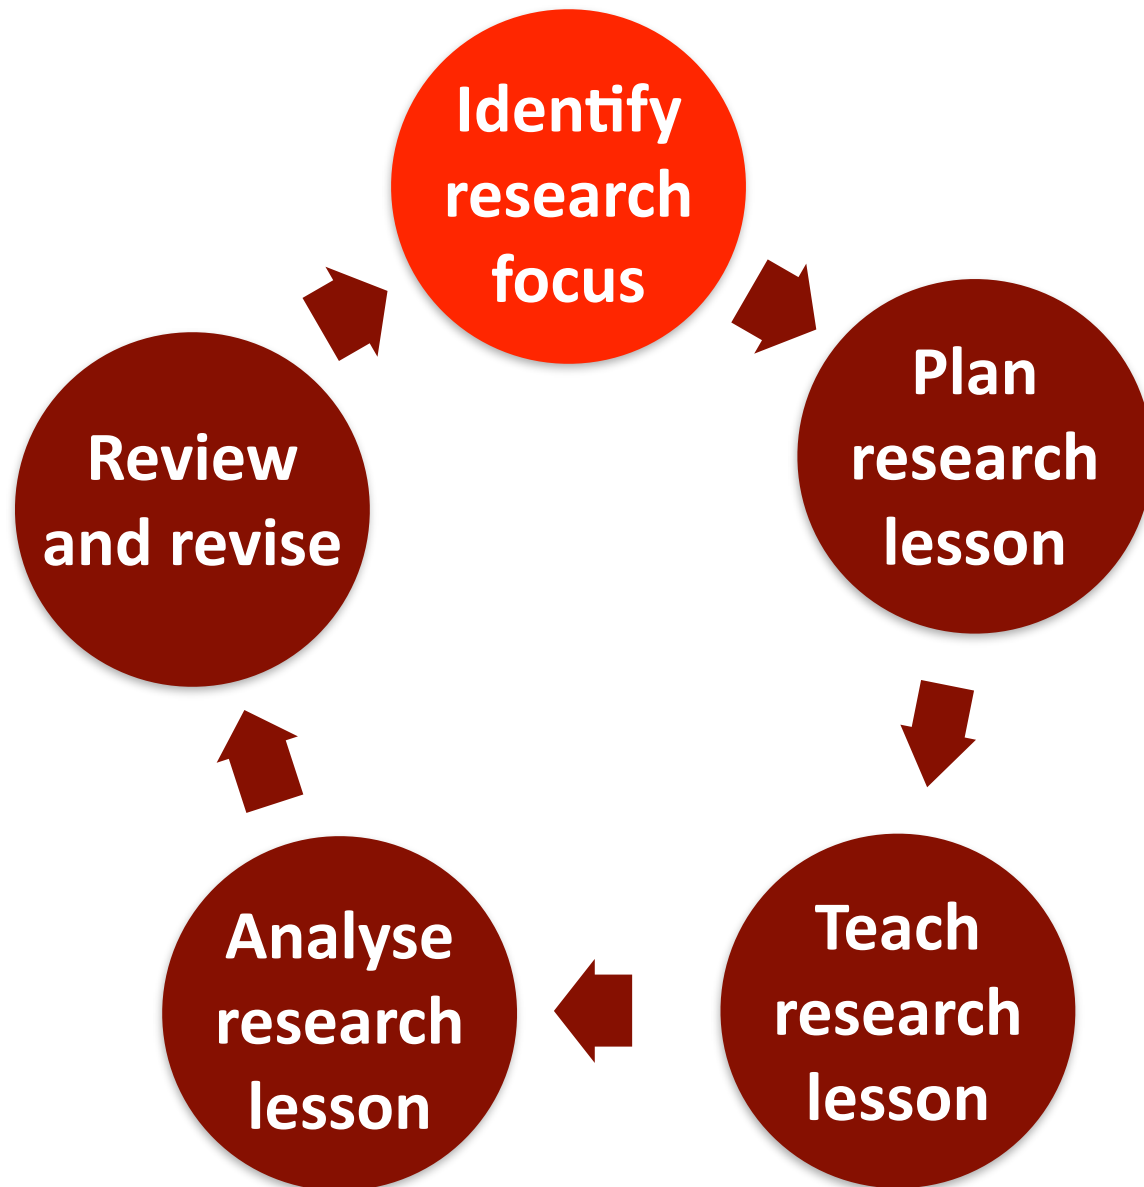 Identify
research
focus
Plan
research
lesson
Teach
research
lesson
Analyse
research
lesson
Review
and revise